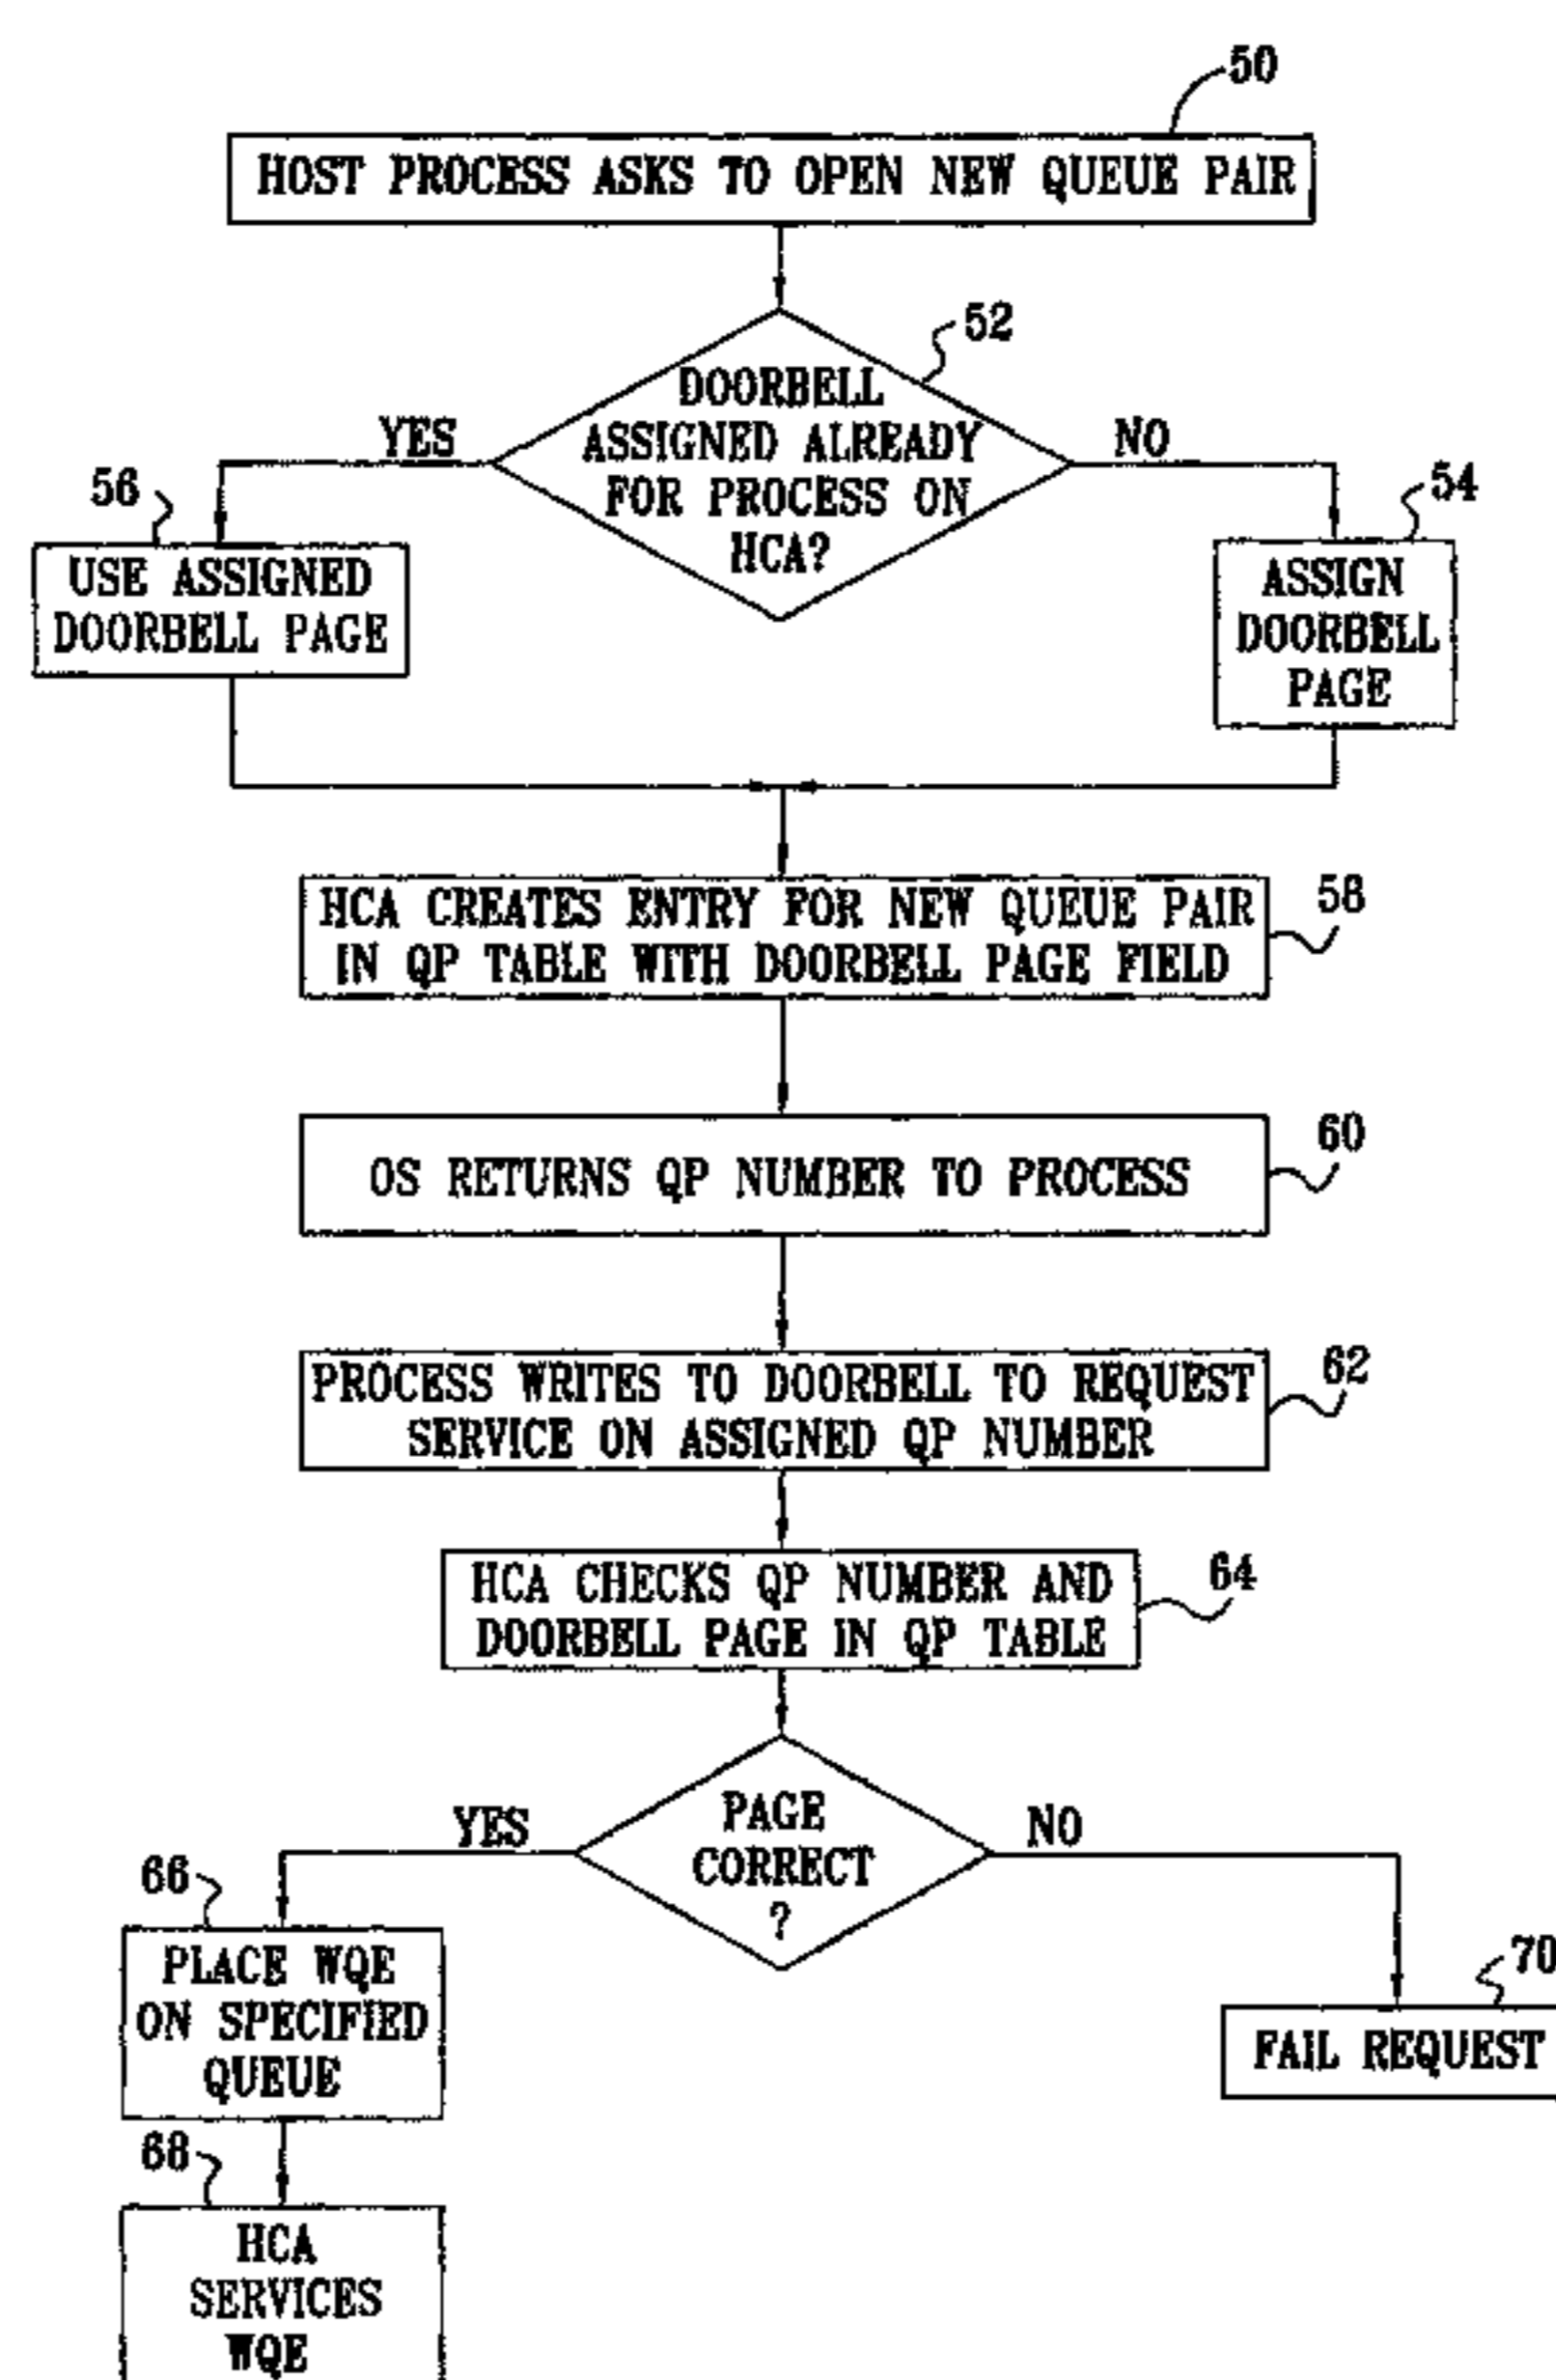 50
HOST PROCESS ASKS TO OPEN NEW QUEUE PAIR
52
DOORBELL
ASSIGNED ALREADY
FOR PROCESS ON
HCA?
YES
NO
56
USE ASSIGNED
DOORBELL PAGE
54
ASSIGN
DOORBELL
PAGE
HCA CREATES ENTRY FOR NEW QUEUE PAIR
IN QP TABLE WITH DOORBELL PAGE FIELD
58
OS RETURNS QP NUMBER TO PROCESS
60
PROCESS WRITES TO DOORBELL TO REQUEST
SERVICE ON ASSIGNED QP NUMBER
62
HCA CHECKS QP NUMBER AND
DOORBELL PAGE IN QP TABLE
64
PAGE
CORRECT
?
YES
NO
66
PLACE WQE
ON SPECIFIED
QUEUE
70
FAIL REQUEST
68
HCA
SERVICES
WQE